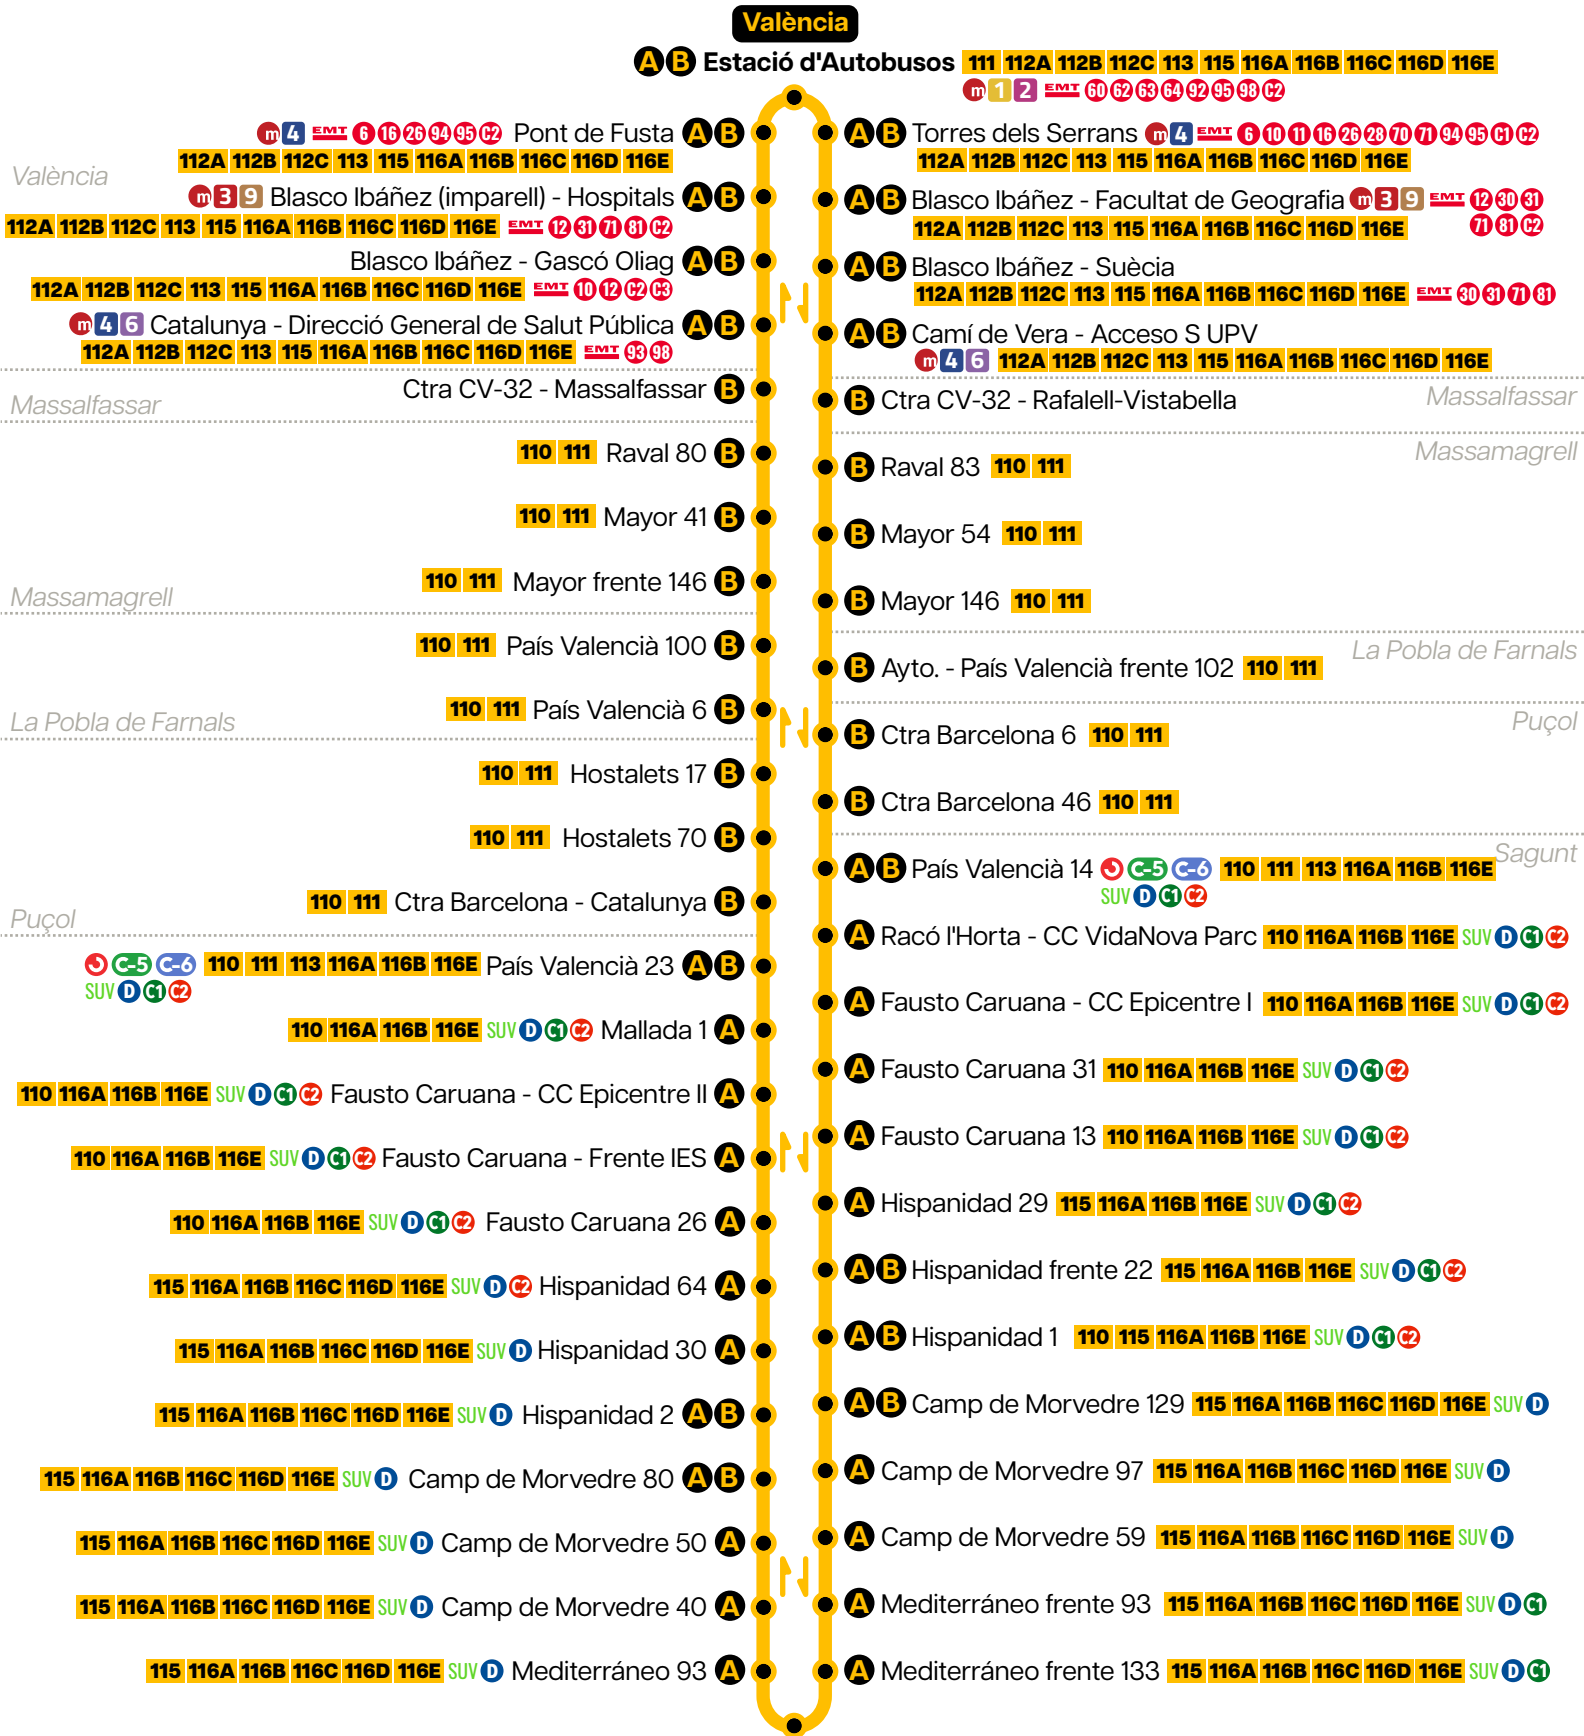 València
A B Estació d'Autobusos 111 112A 112B 112C 113 115 116A 116B 116C 116D 116E
m 1 2 EMT 60 62 63 64 92 95 98 C2
m 4 EMT 6 16 26 94 95 C2 Pont de Fusta A B
112A 112B 112C 113 115 116A 116B 116C 116D 116E
València
m 3 9 Blasco Ibáñez (imparell) - Hospitals A B
112A 112B 112C 113 115 116A 116B 116C 116D 116E EMT 12 31 71 81 C2
Blasco Ibáñez - Gascó Oliag A B
112A 112B 112C 113 115 116A 116B 116C 116D 116E EMT 10 12 C2 C3
m 4 6 Catalunya - Direcció General de Salut Pública A B
112A 112B 112C 113 115 116A 116B 116C 116D 116E EMT 93 98
Ctra CV-32 - Massalfassar B
Massalfassar
110 111 Raval 80 B
110 111 Mayor 41 B
110 111 Mayor frente 146 B
Massamagrell
110 111 País Valencià 100 B
110 111 País Valencià 6 B
La Pobla de Farnals
110 111 Hostalets 17 B
110 111 Hostalets 70 B
110 111 Ctra Barcelona - Catalunya B
Puçol
C-5 C-6 110 111 113 116A 116B 116E País Valencià 23 A B
SUV D C1 C2
110 116A 116B 116E SUV D C1 C2 Mallada 1 A
110 116A 116B 116E SUV D C1 C2 Fausto Caruana - CC Epicentre II A
110 116A 116B 116E SUV D C1 C2 Fausto Caruana - Frente IES A
110 116A 116B 116E SUV D C1 C2 Fausto Caruana 26 A
115 116A 116B 116C 116D 116E SUV D C2 Hispanidad 64 A
115 116A 116B 116C 116D 116E SUV D Hispanidad 30 A
115 116A 116B 116C 116D 116E SUV D Hispanidad 2 A B
115 116A 116B 116C 116D 116E SUV D Camp de Morvedre 80 A B
115 116A 116B 116C 116D 116E SUV D Camp de Morvedre 50 A
115 116A 116B 116C 116D 116E SUV D Camp de Morvedre 40 A
115 116A 116B 116C 116D 116E SUV D Mediterráneo 93 A
A B Torres dels Serrans m 4 EMT 6 10 11 16 26 28 70 71 94 95 C1 C2
112A 112B 112C 113 115 116A 116B 116C 116D 116E
A B Blasco Ibáñez - Facultat de Geografia m 3 9 EMT 12 30 31
112A 112B 112C 113 115 116A 116B 116C 116D 116E 71 81 C2
A B Blasco Ibáñez - Suècia
112A 112B 112C 113 115 116A 116B 116C 116D 116E EMT 30 31 71 81
A B Camí de Vera - Acceso S UPV
m 4 6 112A 112B 112C 113 115 116A 116B 116C 116D 116E
B Ctra CV-32 - Rafalell-Vistabella Massalfassar
Massamagrell
B Raval 83 110 111
B Mayor 54 110 111
B Mayor 146 110 111
La Pobla de Farnals
B Ayto. - País Valencià frente 102 110 111
Puçol
B Ctra Barcelona 6 110 111
B Ctra Barcelona 46 110 111
Sagunt
A B País Valencià 14 C-5 C-6 110 111 113 116A 116B 116E
SUV D C1 C2
A Racó l'Horta - CC VidaNova Parc 110 116A 116B 116E SUV D C1 C2
A Fausto Caruana - CC Epicentre I 110 116A 116B 116E SUV D C1 C2
A Fausto Caruana 31 110 116A 116B 116E SUV D C1 C2
A Fausto Caruana 13 110 116A 116B 116E SUV D C1 C2
A Hispanidad 29 115 116A 116B 116E SUV D C1 C2
A B Hispanidad frente 22 115 116A 116B 116E SUV D C1 C2
A B Hispanidad 1 110 115 116A 116B 116E SUV D C1 C2
A B Camp de Morvedre 129 115 116A 116B 116C 116D 116E SUV D
A Camp de Morvedre 97 115 116A 116B 116C 116D 116E SUV D
A Camp de Morvedre 59 115 116A 116B 116C 116D 116E SUV D
A Mediterráneo frente 93 115 116A 116B 116C 116D 116E SUV D C1
A Mediterráneo frente 133 115 116A 116B 116C 116D 116E SUV D C1